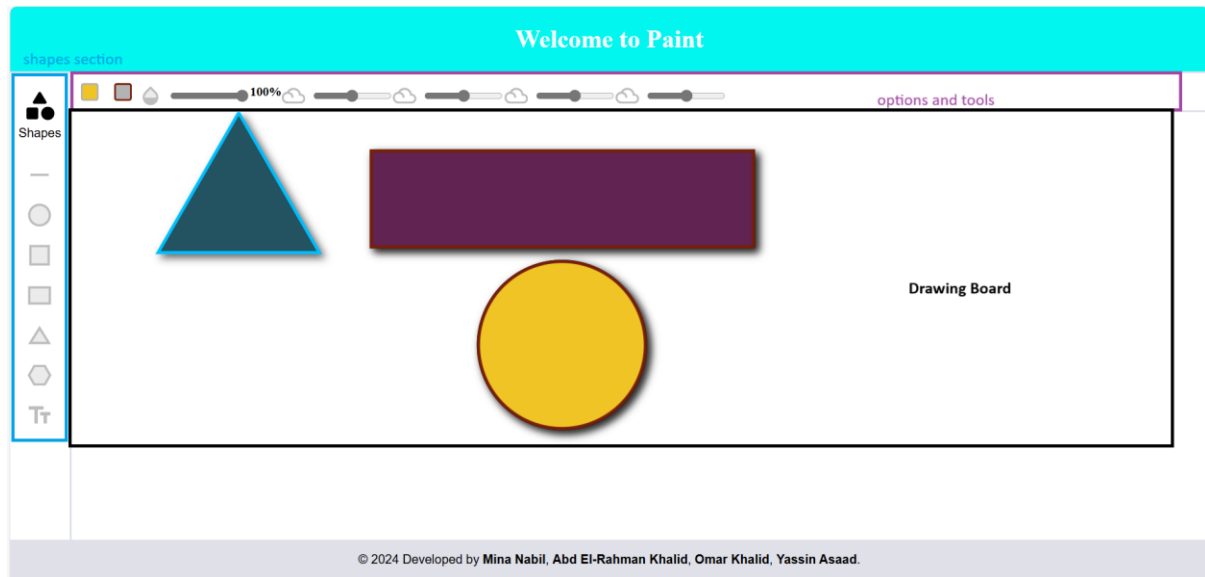 Welcome to Paint
shapes section
100%
options and tools
Shapes
Drawing Board
Tт
© 2024 Developed by Mina Nabil, Abd El-Rahman Khalid, Omar Khalid, Yassin Asaad.